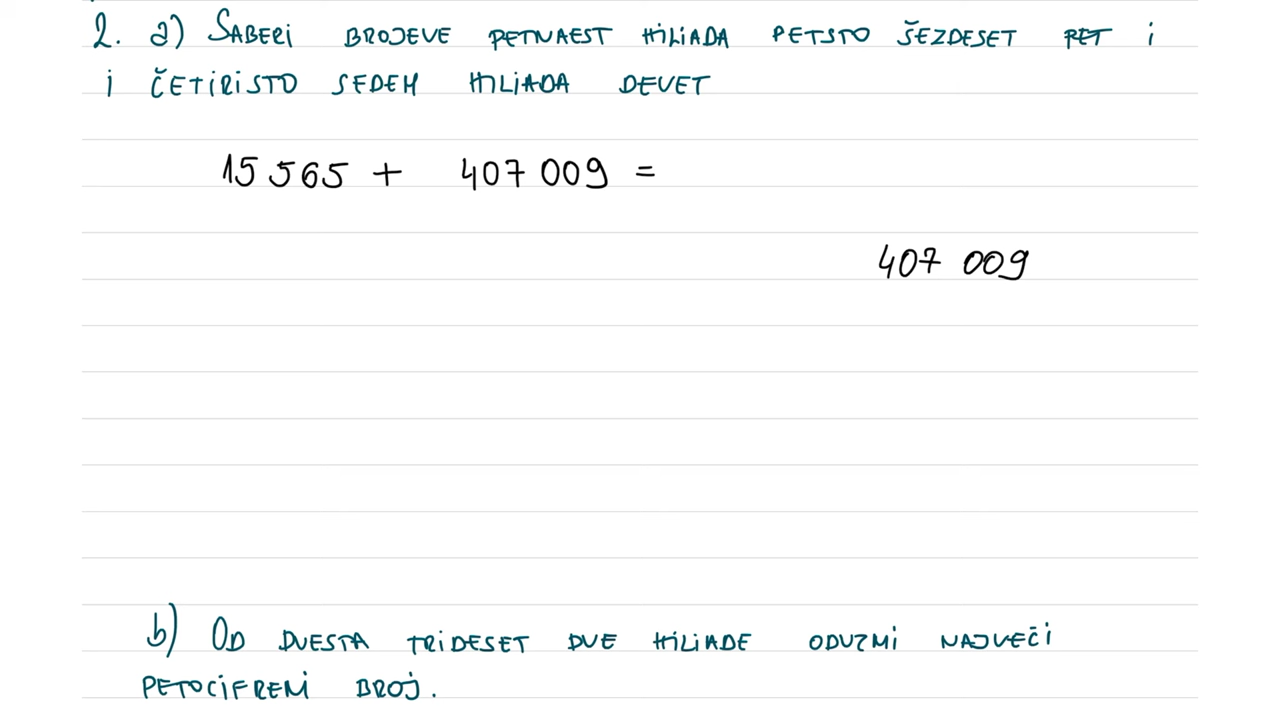 2. a) SABERI BROJEVE PETNAEST HILJADA PETSTO ŠEZDESET PET i
i ČETIRISTO SEDEM HILJADA DEVET
15 565 + 407 009 =
407 009
b) OD DVESTA TRIDESET DVE HILJADE ODUZMI NAJVEĆI
PETOCIFRENI BROJ.